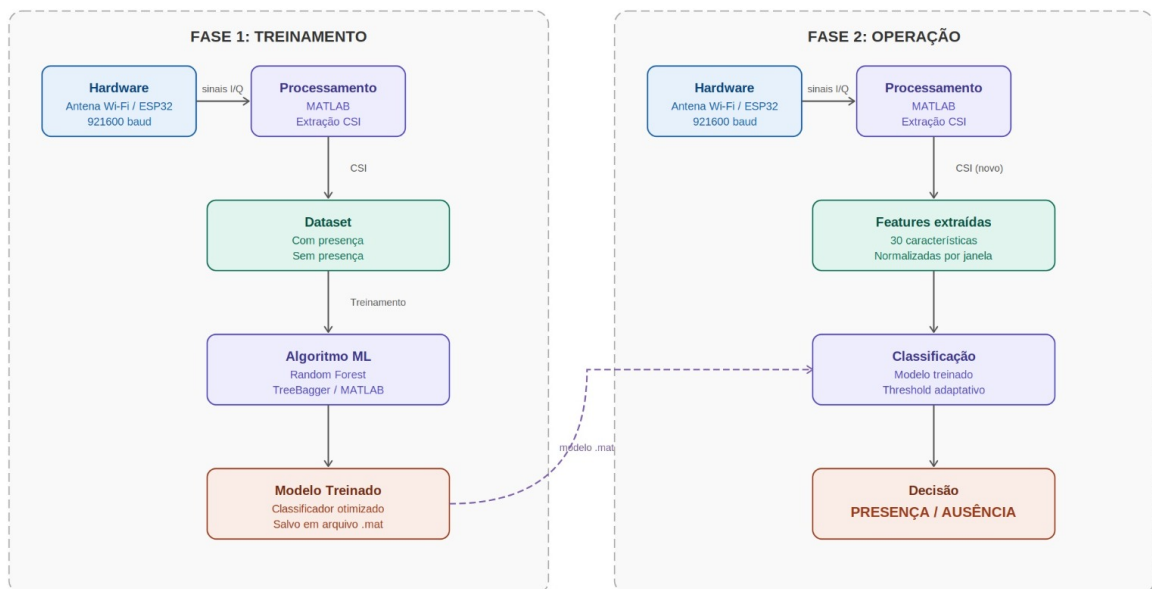 FASE 1: TREINAMENTO
Hardware
Antena Wi-Fi / ESP32
921600 baud
sinais I/Q
Processamento
MATLAB
Extração CSI
CSI
Dataset
Com presença
Sem presença
Treinamento
Algoritmo ML
Random Forest
TreeBagger / MATLAB
Modelo Treinado
Classificador otimizado
Salvo em arquivo .mat
modelo .mat
FASE 2: OPERAÇÃO
Hardware
Antena Wi-Fi / ESP32
921600 baud
sinais I/Q
Processamento
MATLAB
Extração CSI
CSI (novo)
Features extraídas
30 características
Normalizadas por janela
Classificação
Modelo treinado
Threshold adaptativo
Decisão
PRESENÇA / AUSÊNCIA